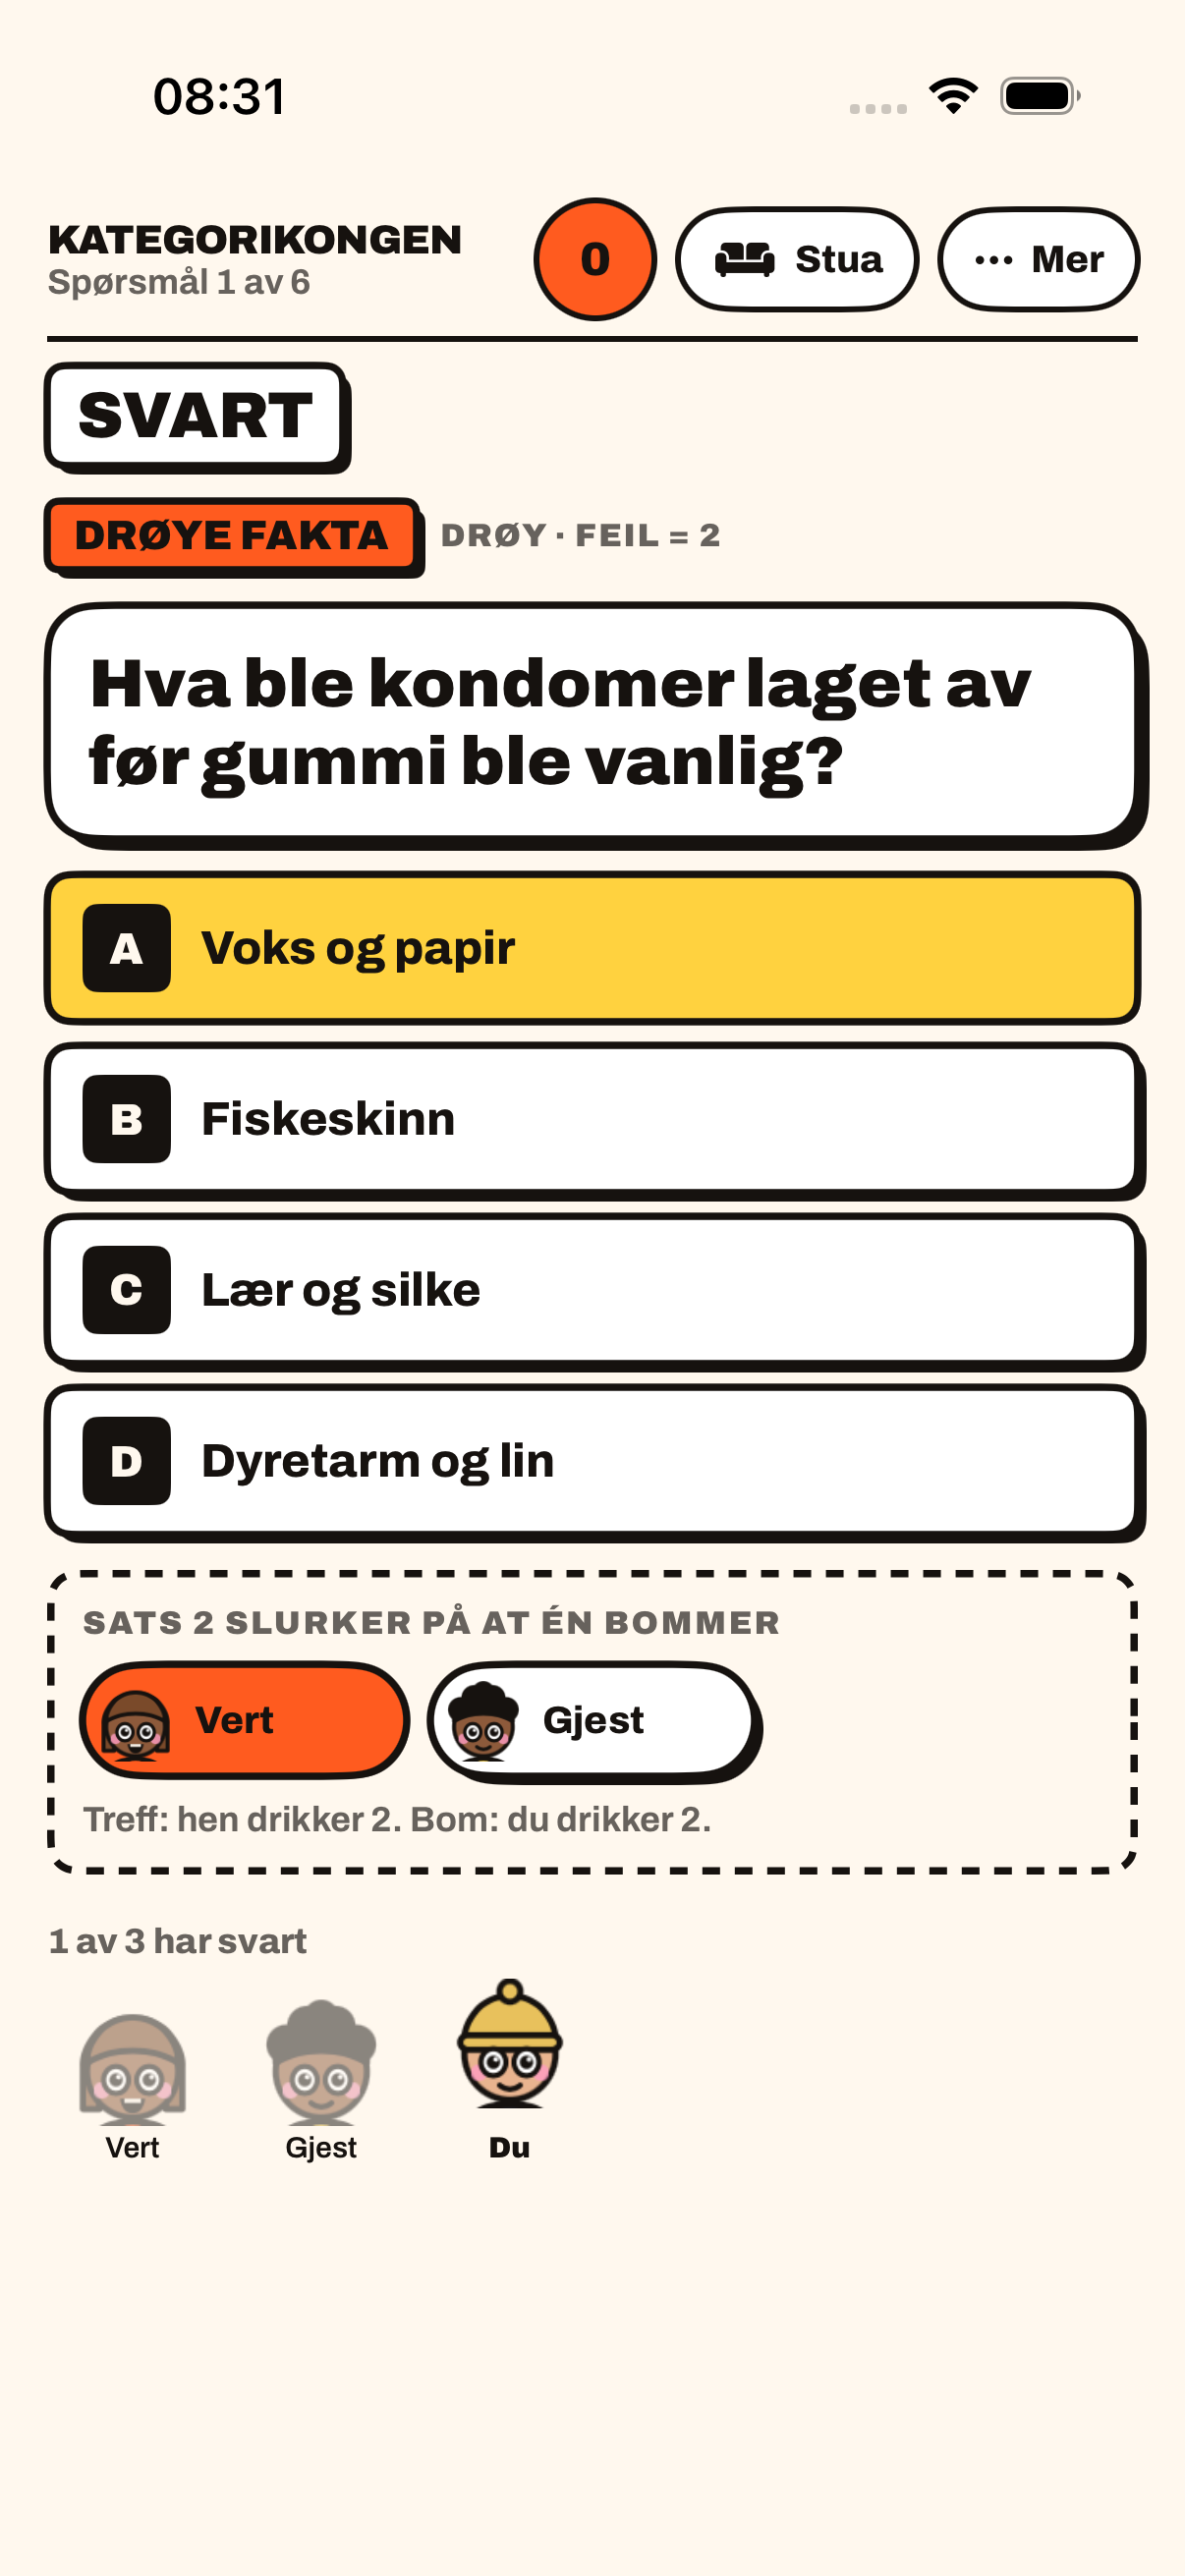 08:31
KATEGORIKONGEN
Spørsmål 1 av 6
0
Stua
Mer
SVART
DRØYE FAKTA
DRØY · FEIL = 2
Hva ble kondomer laget av
før gummi ble vanlig?
A Voks og papir
B Fiskeskinn
C Lær og silke
D Dyretarm og lin
SATS 2 SLURKER PÅ AT ÉN BOMMER
Vert
Gjest
Treff: hen drikker 2. Bom: du drikker 2.
1 av 3 har svart
Vert
Gjest
Du